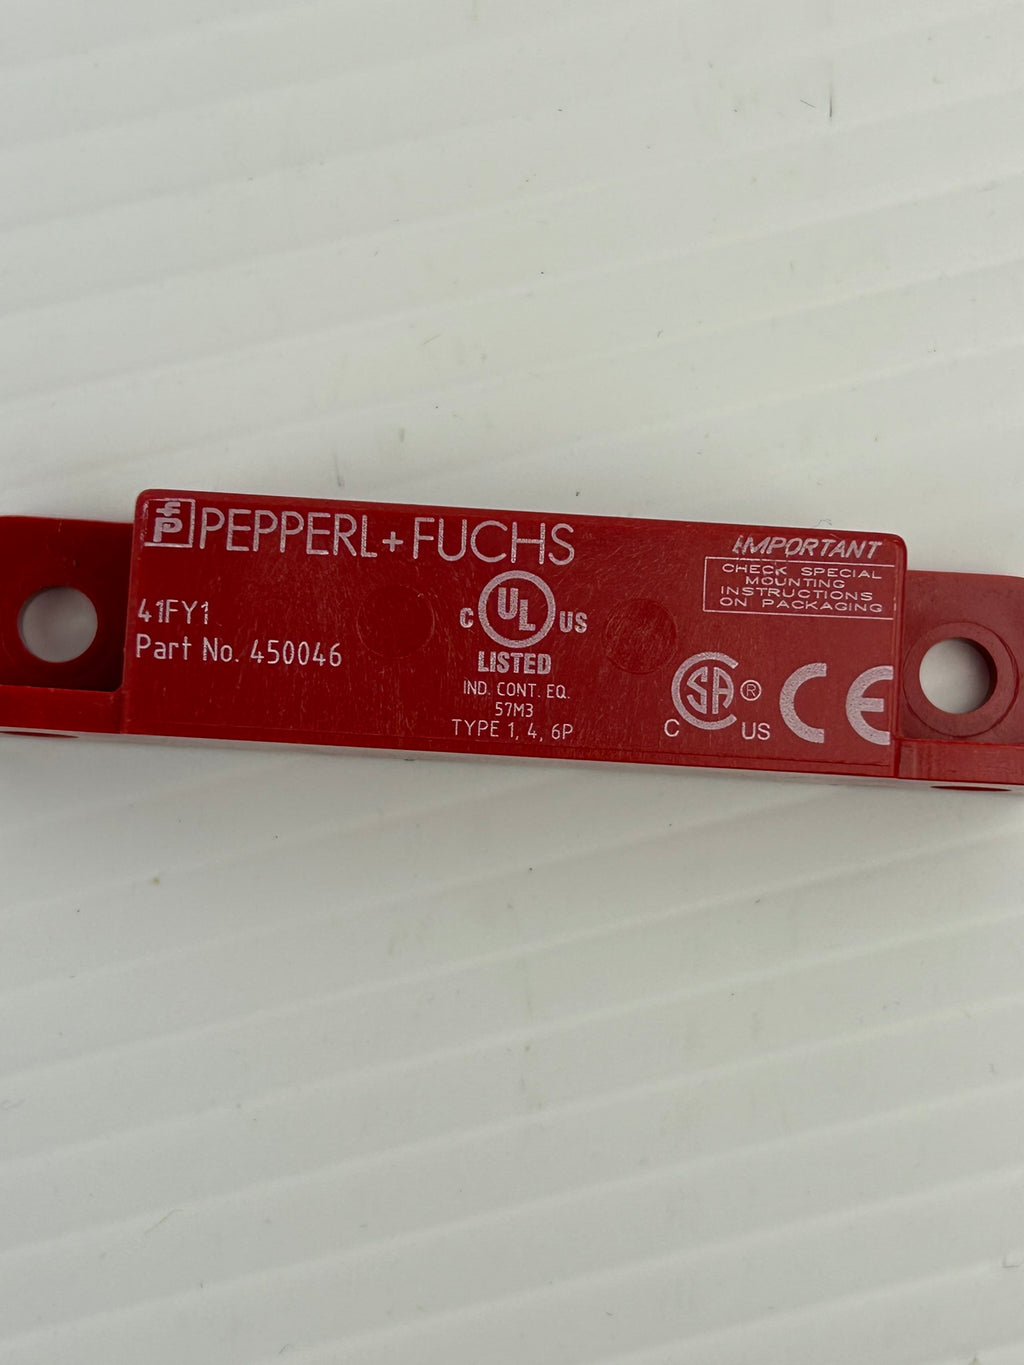 fp PEPPERL+FUCHS
41FY1
Part No. 450046
C UL US
LISTED
IND. CONT. EQ.
57M3
TYPE 1, 4, 6P
IMPORTANT
CHECK SPECIAL
MOUNTING
INSTRUCTIONS
ON PACKAGING
C SA ® US
CE